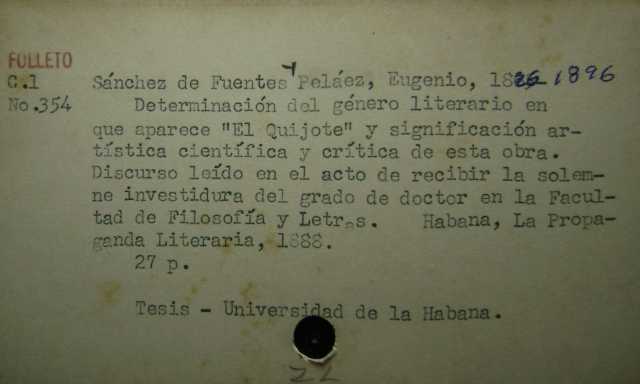 FOLLETO
C.1
No.354
Sánchez de Fuentes y Peláez, Eugenio, 1826-1896
Determinación del género literario en
que aparece "El Quijote" y significación ar-
tística científica y crítica de esta obra.
Discurso leído en el acto de recibir la solem-
ne investidura del grado de doctor en la Facul-
tad de Filosofía y Letras. Habana, La Propa-
ganda Literaria, 1888.
27 p.
Tesis - Universidad de la Habana.